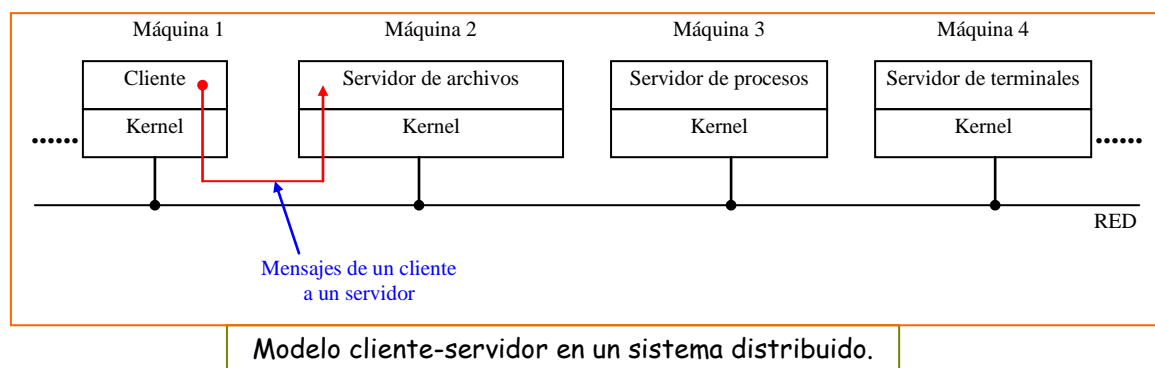 Máquina 1 Máquina 2 Máquina 3 Máquina 4
Cliente Servidor de archivos Servidor de procesos Servidor de terminales
...... Kernel Kernel Kernel Kernel ......
RED
Mensajes de un cliente
a un servidor
Modelo cliente-servidor en un sistema distribuido.